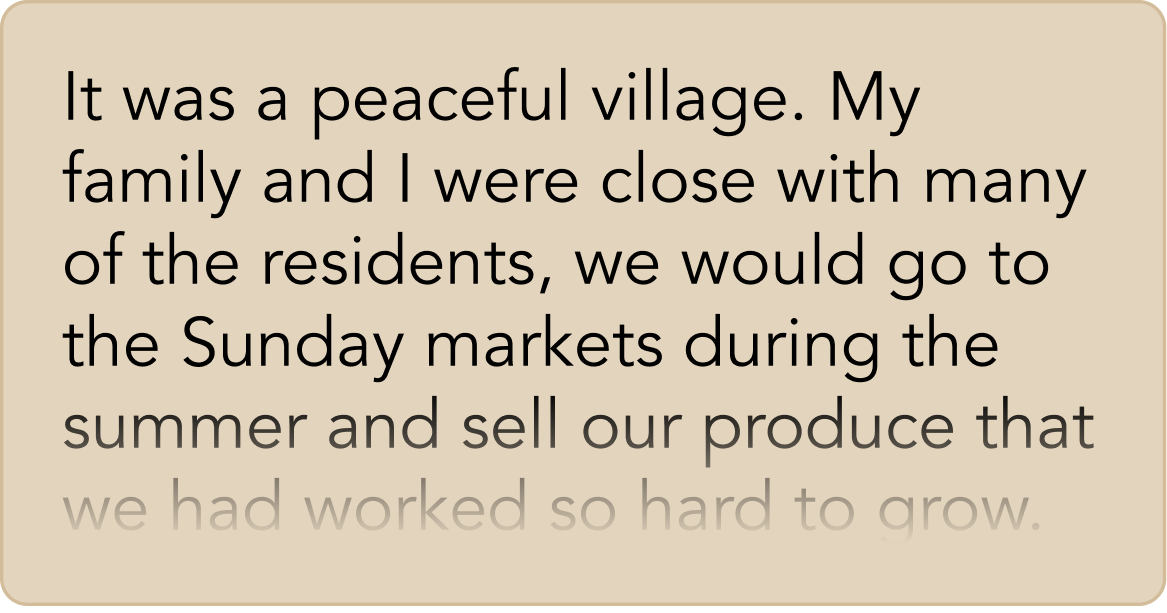 It was a peaceful village. My
family and I were close with many
of the residents, we would go to
the Sunday markets during the
summer and sell our produce that
we had worked so hard to grow.